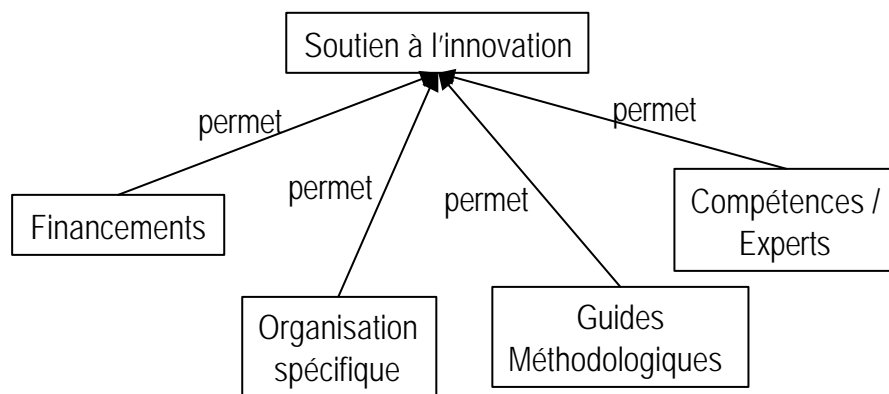 Soutien à l'innovation
permet
permet
permet
permet
Financements
Compétences /
Experts
Organisation
spécifique
Guides
Méthodologiques